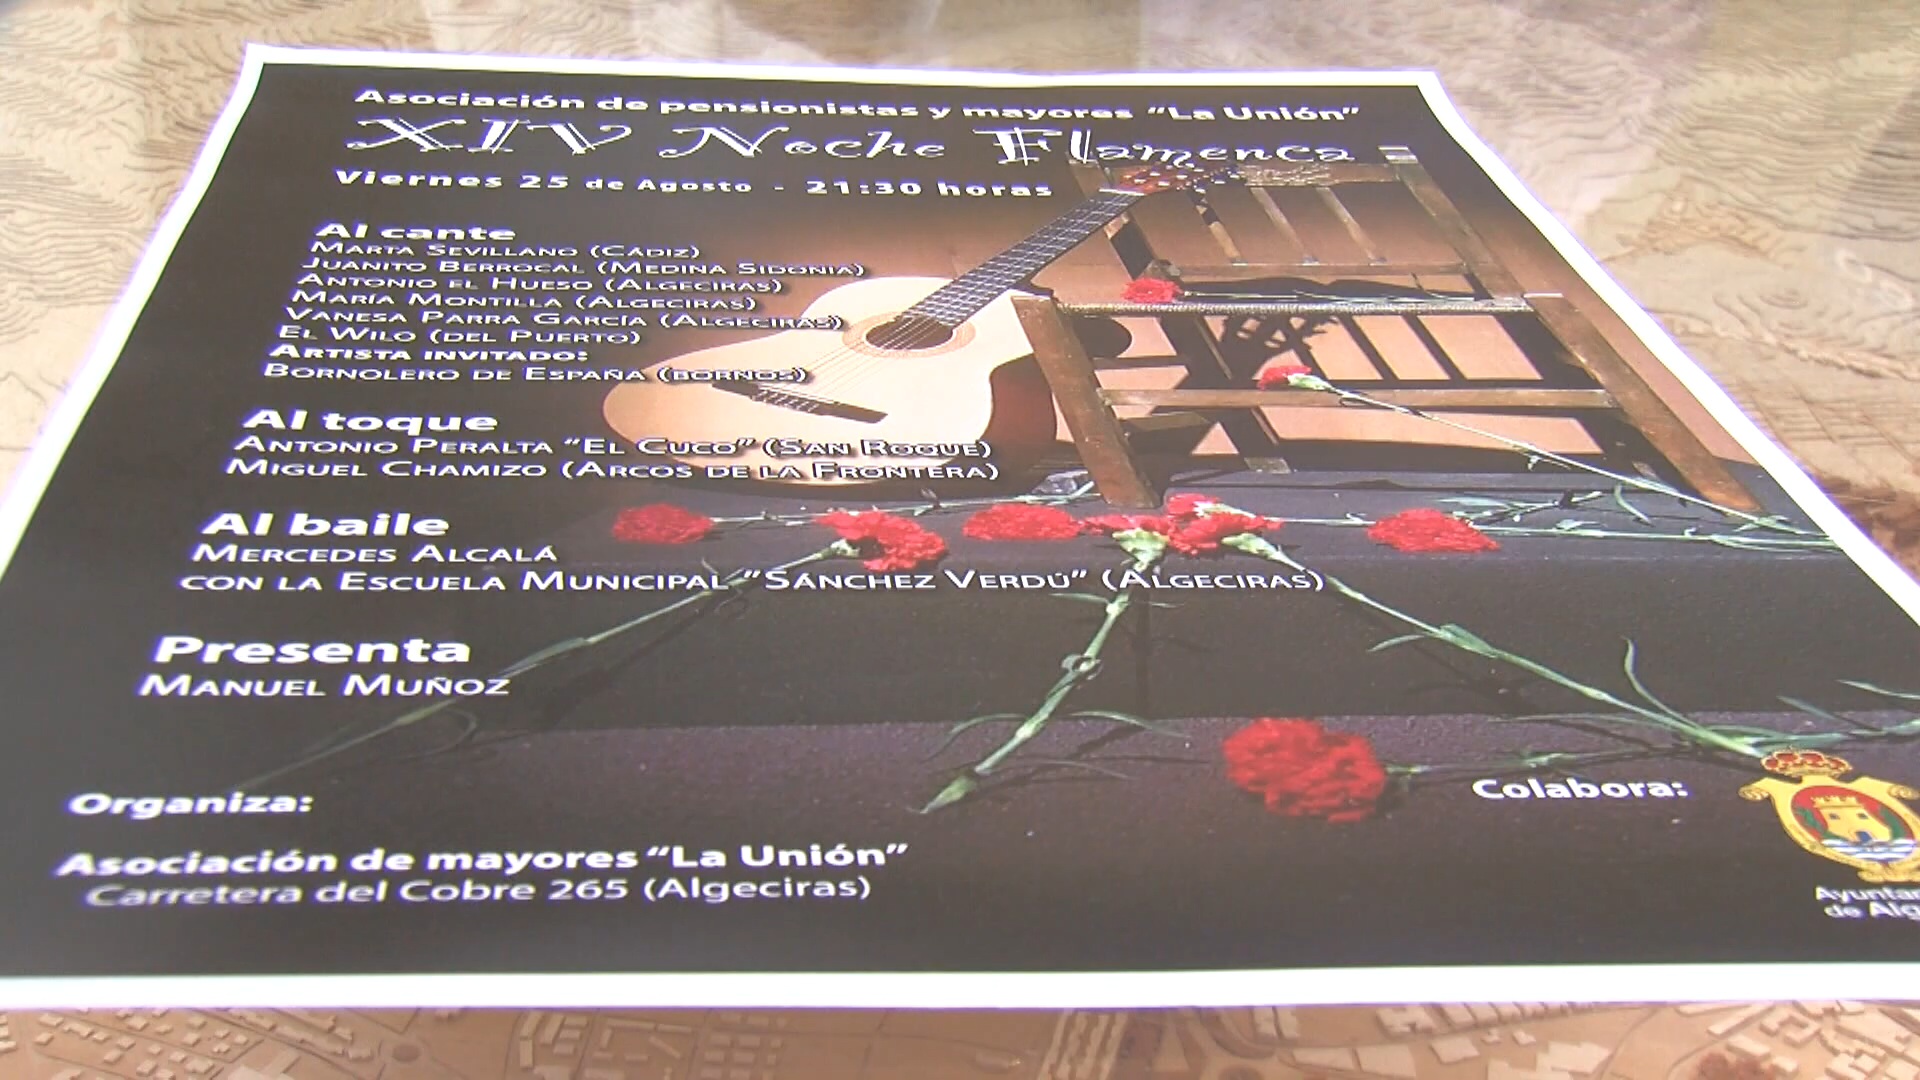 Asociación de pensionistas y mayores "La Unión"
XIV Noche Flamenca
Viernes 25 de Agosto - 21:30 horas
Al cante
Marta Sevillano (Cádiz)
Juanito Berrocal (Medina Sidonia)
Antonio el Hueso (Algeciras)
María Montilla (Algeciras)
Vanesa Parra García (Algeciras)
El Wilo (del Puerto)
Artista invitado:
Bornolero de España (bornos)
Al toque
Antonio Peralta "El Cuco" (San Roque)
Miguel Chamizo (Arcos de la Frontera)
Al baile
Mercedes Alcalá
con la Escuela Municipal "Sánchez Verdú" (Algeciras)
Presenta
Manuel Muñoz
Organiza:
Asociación de mayores "La Unión"
Carretera del Cobre 265 (Algeciras)
Colabora:
de